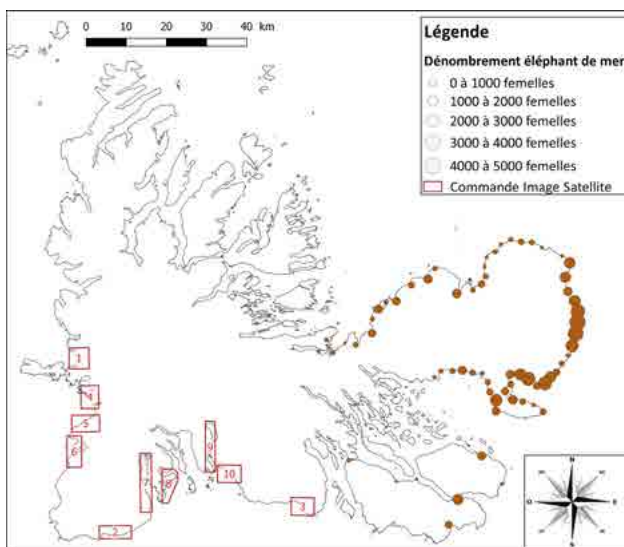 0 10 20 30 40
km
Légende
Dénombrement éléphant de mer
0 à 1000 femelles
1000 à 2000 femelles
2000 à 3000 femelles
3000 à 4000 femelles
4000 à 5000 femelles
Commande Image Satellite
1
4
5
6
9
7
8
10
3
2
N
O
E
S